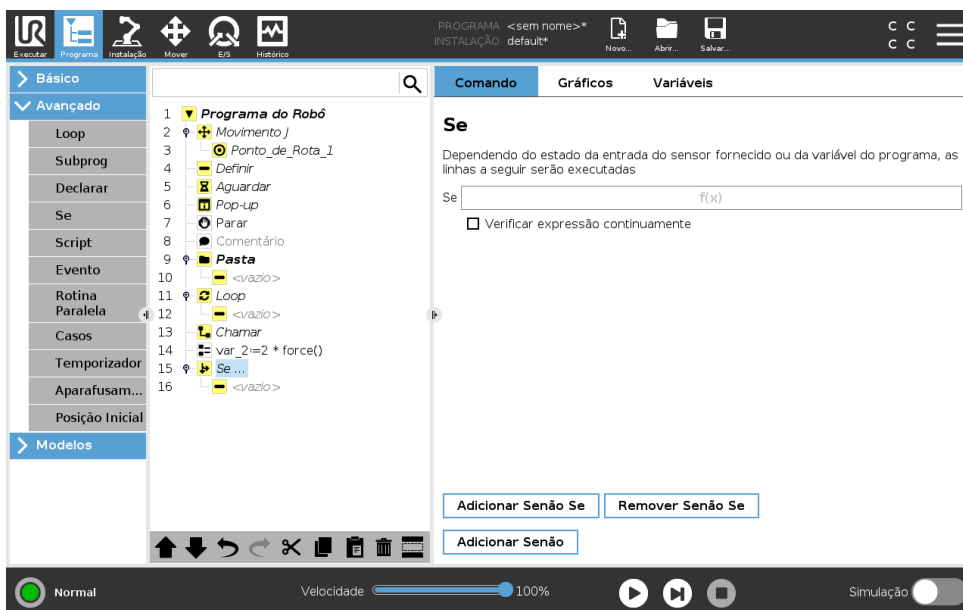 PROGRAMA <sem nome>*
INSTALAÇÃO default*
Executar Programa Instalação Mover E/S Histórico
Novo... Abrir... Salvar...
C C
C C
Básico
Avançado
Loop
Subprog
Declarar
Se
Script
Evento
Rotina
Paralela
Casos
Temporizador
Aparafusam...
Posição Inicial
Modelos
1 Programa do Robô
2 Movimento J
3 Ponto_de_Rota_1
4 Definir
5 Aguardar
6 Pop-up
7 Parar
8 Comentário
9 Pasta
10 <vazio>
11 Loop
12 <vazio>
13 Chamar
14 var_2:=2 * force()
15 Se ...
16 <vazio>
Comando Gráficos Variáveis
Se
Dependendo do estado da entrada do sensor fornecido ou da variável do programa, as
linhas a seguir serão executadas
Se f(x)
Verificar expressão continuamente
Adicionar Senão Se Remover Senão Se
Adicionar Senão
Normal Velocidade 100% Simulação